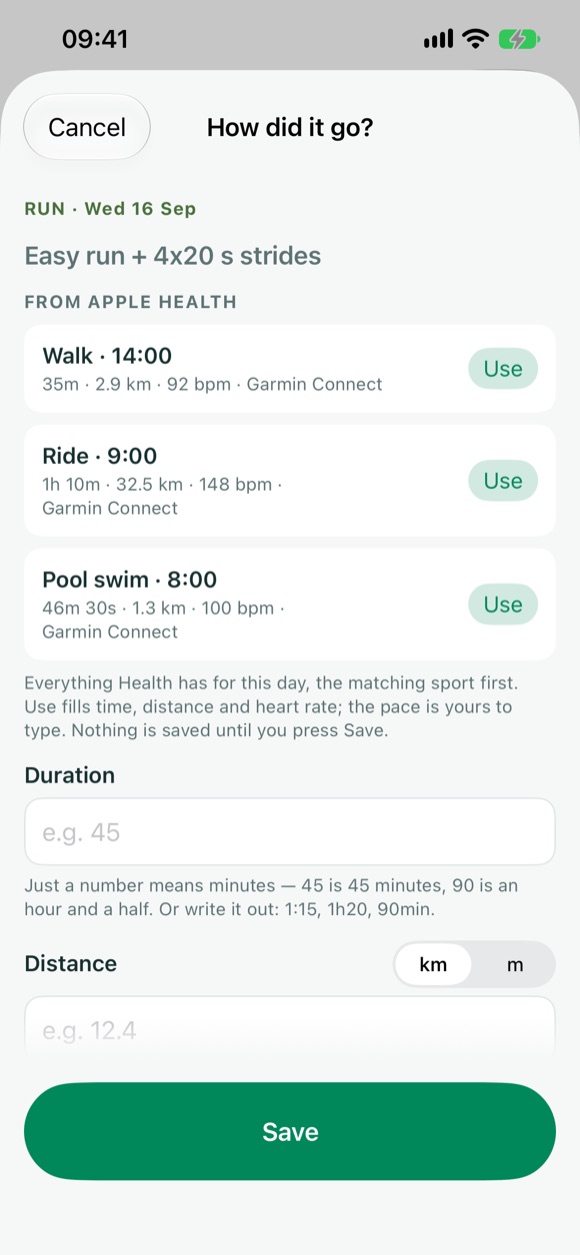 09:41
Cancel
How did it go?
RUN · Wed 16 Sep
Easy run + 4x20 s strides
FROM APPLE HEALTH
Walk · 14:00
35m · 2.9 km · 92 bpm · Garmin Connect
Use
Ride · 9:00
1h 10m · 32.5 km · 148 bpm ·
Garmin Connect
Use
Pool swim · 8:00
46m 30s · 1.3 km · 100 bpm ·
Garmin Connect
Use
Everything Health has for this day, the matching sport first.
Use fills time, distance and heart rate; the pace is yours to
type. Nothing is saved until you press Save.
Duration
e.g. 45
Just a number means minutes — 45 is 45 minutes, 90 is an
hour and a half. Or write it out: 1:15, 1h20, 90min.
Distance
km
m
e.g. 12.4
Save